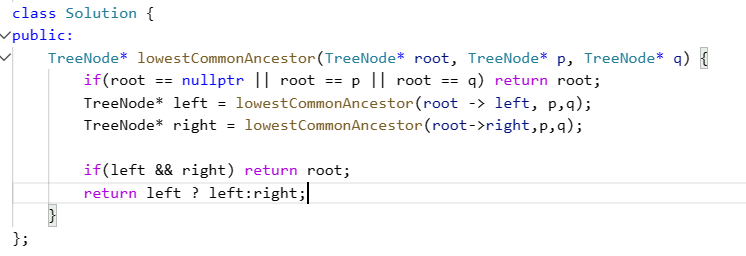 class Solution {
public:
    TreeNode* lowestCommonAncestor(TreeNode* root, TreeNode* p, TreeNode* q) {
        if(root == nullptr || root == p || root == q) return root;
        TreeNode* left = lowestCommonAncestor(root -> left, p,q);
        TreeNode* right = lowestCommonAncestor(root->right,p,q);

        if(left && right) return root;
        return left ? left:right;
    }
};